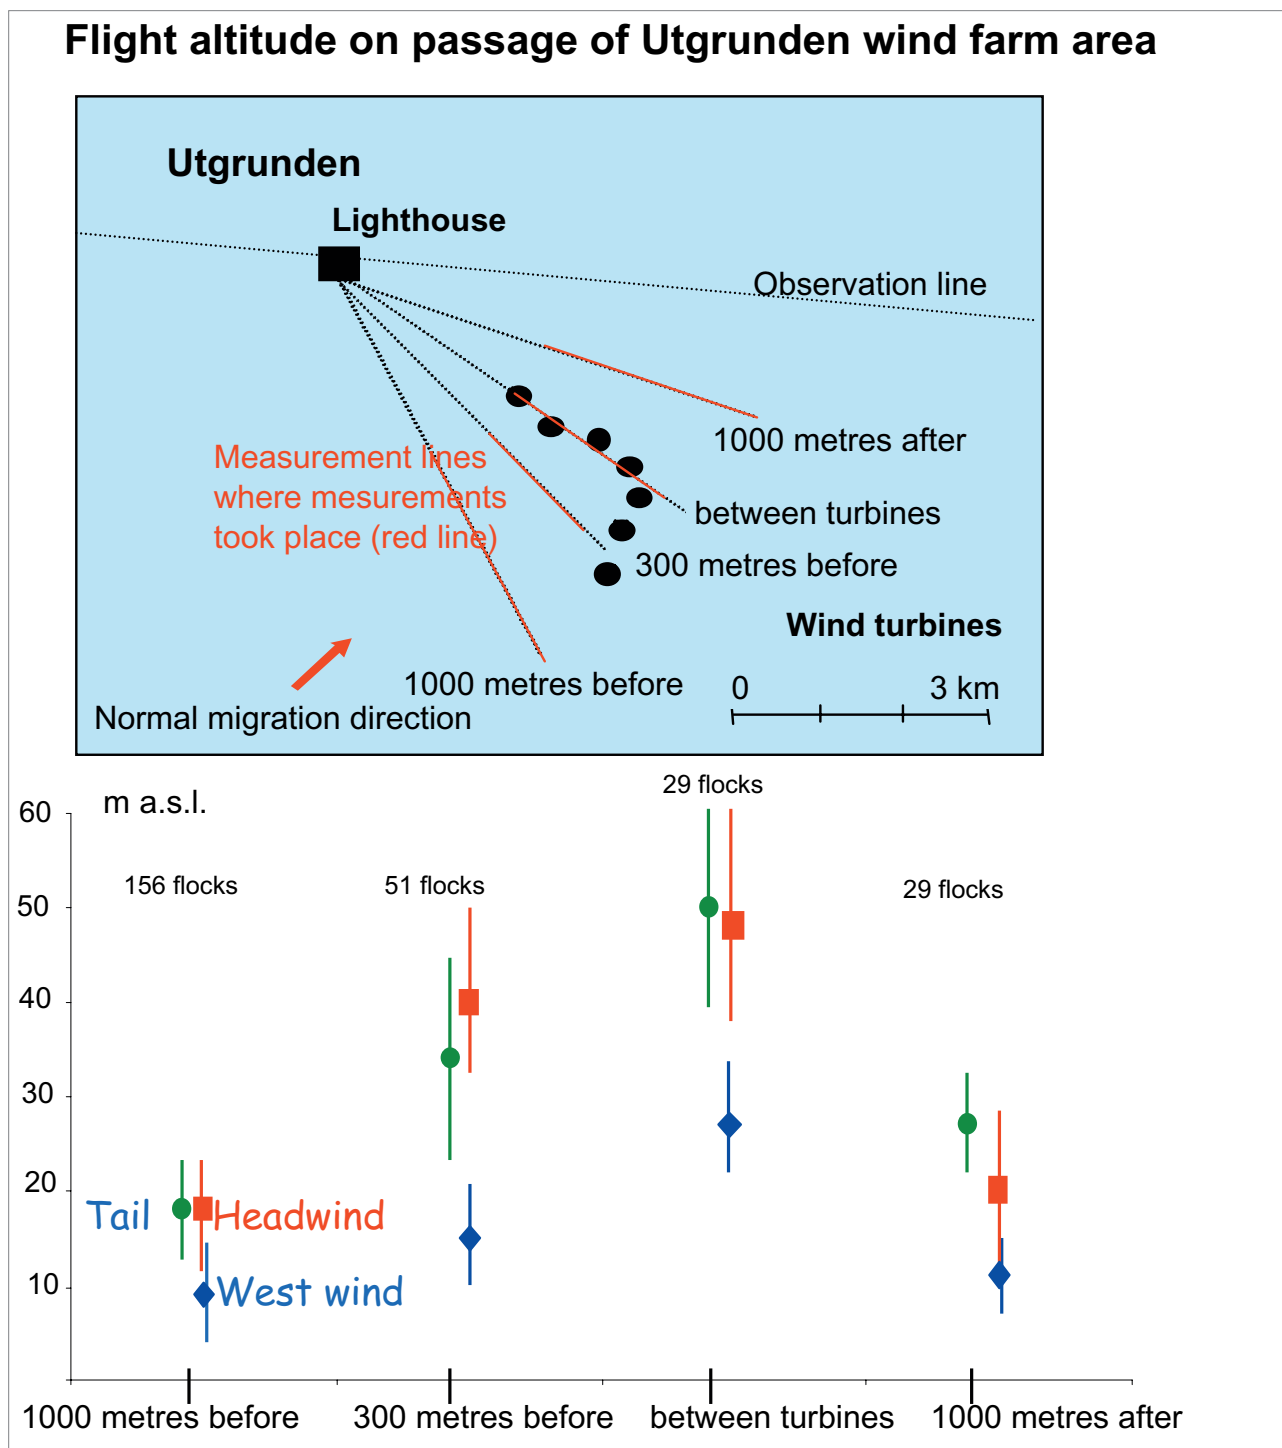 Flight altitude on passage of Utgrunden wind farm area
Utgrunden
Lighthouse
Observation line
1000 metres after
Measurement lines
where mesurements
took place (red line)
between turbines
300 metres before
Wind turbines
1000 metres before
0 3 km
Normal migration direction
m a.s.l.
29 flocks
156 flocks
51 flocks
29 flocks
60
50
40
30
20
10
Tail
Headwind
West wind
1000 metres before
300 metres before
between turbines
1000 metres after